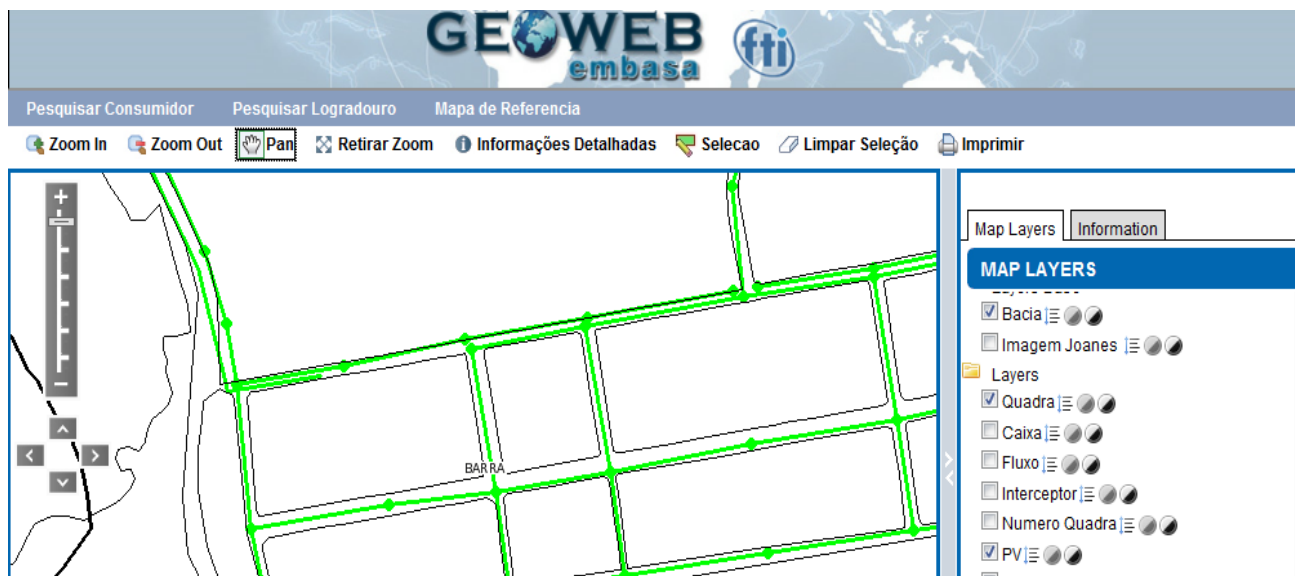 GEOWEB
embasa
fti
Pesquisar Consumidor Pesquisar Logradouro Mapa de Referencia
Zoom In Zoom Out Pan Retirar Zoom Informações Detalhadas Selecao Limpar Seleção Imprimir
Map Layers Information
MAP LAYERS
Bacia
Imagem Joanes
Layers
Quadra
Caixa
Fluxo
Interceptor
Numero Quadra
PV
BARRA